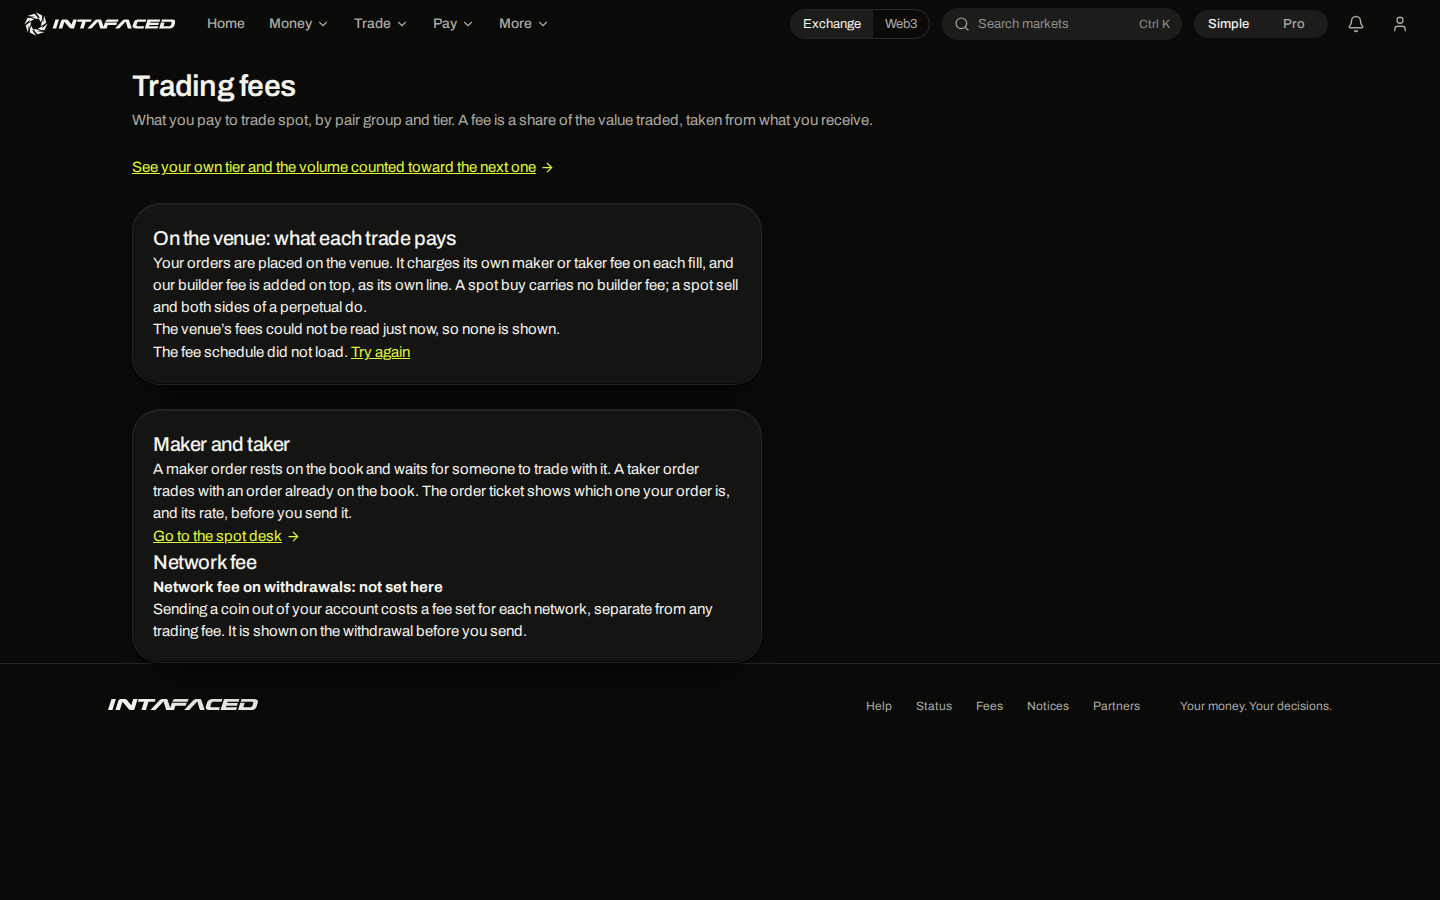 INTAFACED
Home
Money
Trade
Pay
More
Exchange
Web3
Search markets
Ctrl K
Simple
Pro
Trading fees
What you pay to trade spot, by pair group and tier. A fee is a share of the value traded, taken from what you receive.
See your own tier and the volume counted toward the next one →
On the venue: what each trade pays
Your orders are placed on the venue. It charges its own maker or taker fee on each fill, and
our builder fee is added on top, as its own line. A spot buy carries no builder fee; a spot sell
and both sides of a perpetual do.
The venue’s fees could not be read just now, so none is shown.
The fee schedule did not load. Try again
Maker and taker
A maker order rests on the book and waits for someone to trade with it. A taker order
trades with an order already on the book. The order ticket shows which one your order is,
and its rate, before you send it.
Go to the spot desk →
Network fee
Network fee on withdrawals: not set here
Sending a coin out of your account costs a fee set for each network, separate from any
trading fee. It is shown on the withdrawal before you send.
INTAFACED
Help
Status
Fees
Notices
Partners
Your money. Your decisions.